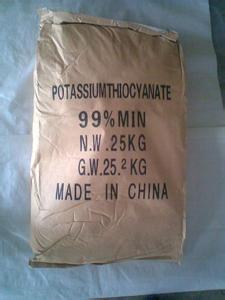 POTASSIUMTHIOCYANATE
99%MIN
N.W.25KG
G.W.25.2KG
MADE IN CHINA